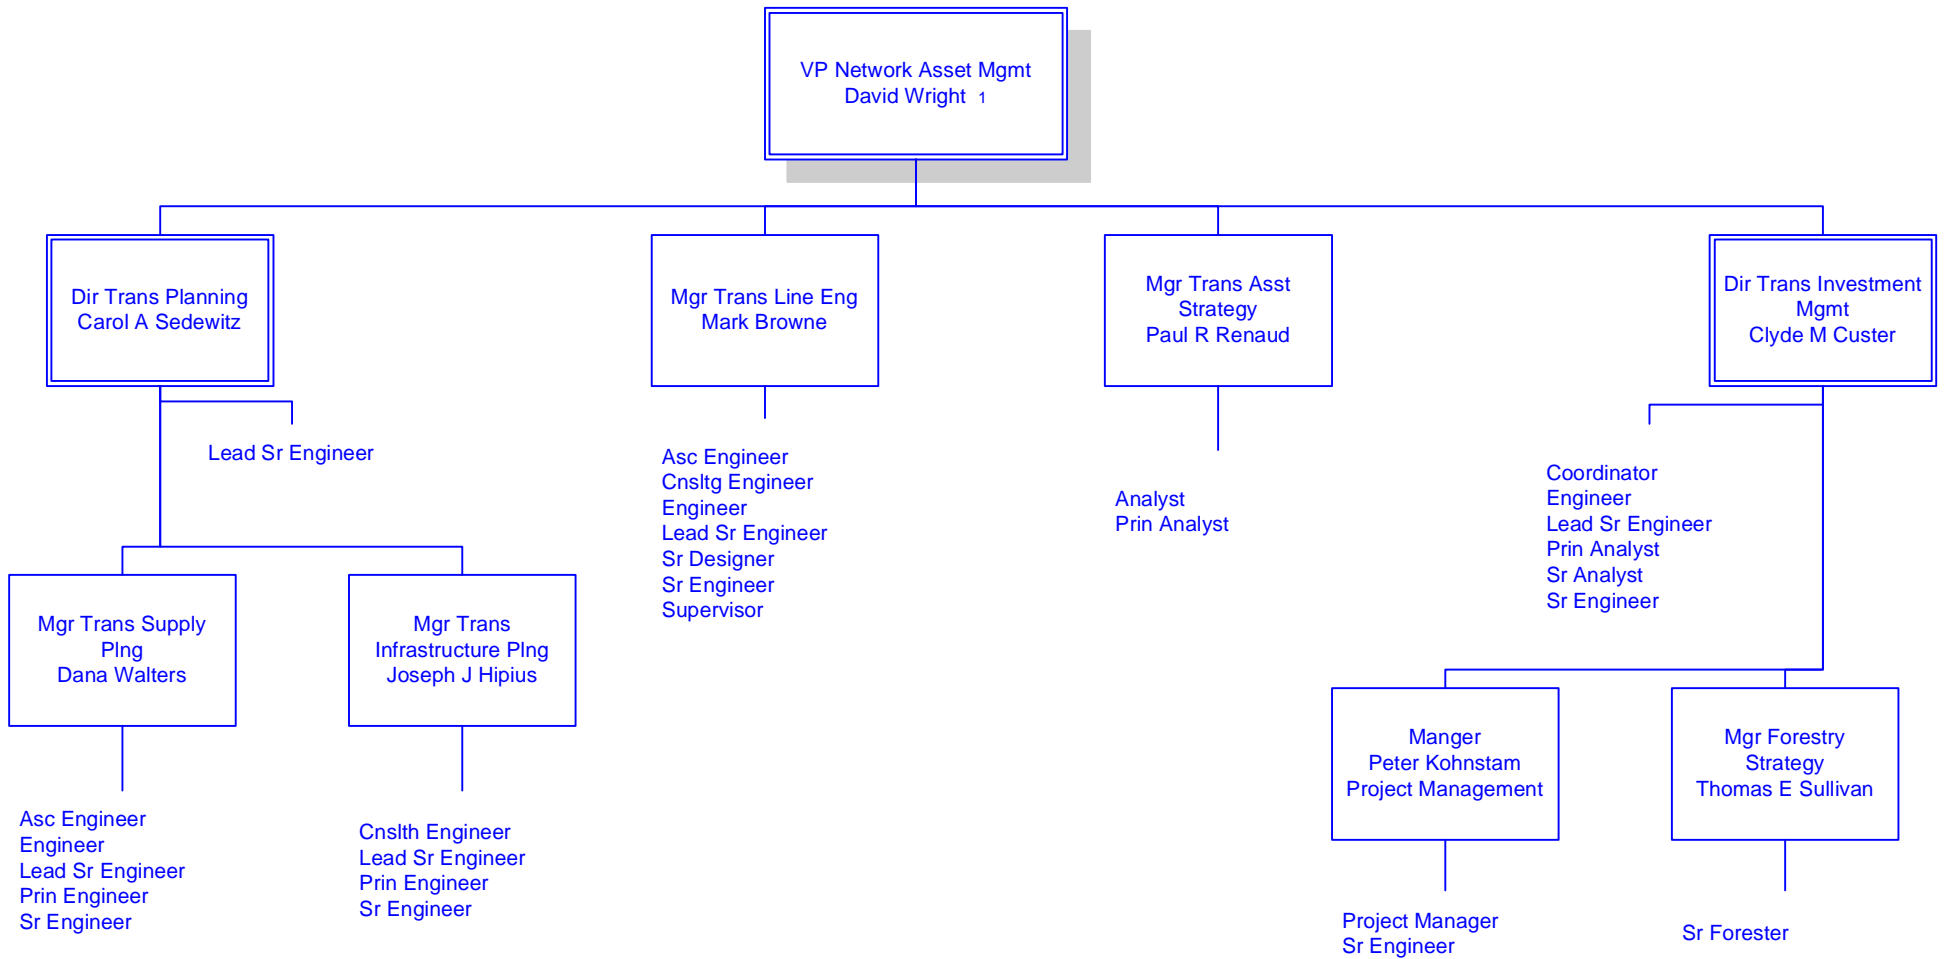 VP Network Asset Mgmt
David Wright 1
Dir Trans Planning
Carol A Sedewitz
Mgr Trans Line Eng
Mark Browne
Mgr Trans Asst
Strategy
Paul R Renaud
Dir Trans Investment
Mgmt
Clyde M Custer
Lead Sr Engineer
Asc Engineer
Cnsltg Engineer
Engineer
Lead Sr Engineer
Sr Designer
Sr Engineer
Supervisor
Analyst
Prin Analyst
Coordinator
Engineer
Lead Sr Engineer
Prin Analyst
Sr Analyst
Sr Engineer
Mgr Trans Supply
Plng
Dana Walters
Mgr Trans
Infrastructure Plng
Joseph J Hipius
Manger
Peter Kohnstam
Project Management
Mgr Forestry
Strategy
Thomas E Sullivan
Asc Engineer
Engineer
Lead Sr Engineer
Prin Engineer
Sr Engineer
Cnslth Engineer
Lead Sr Engineer
Prin Engineer
Sr Engineer
Project Manager
Sr Engineer
Sr Forester